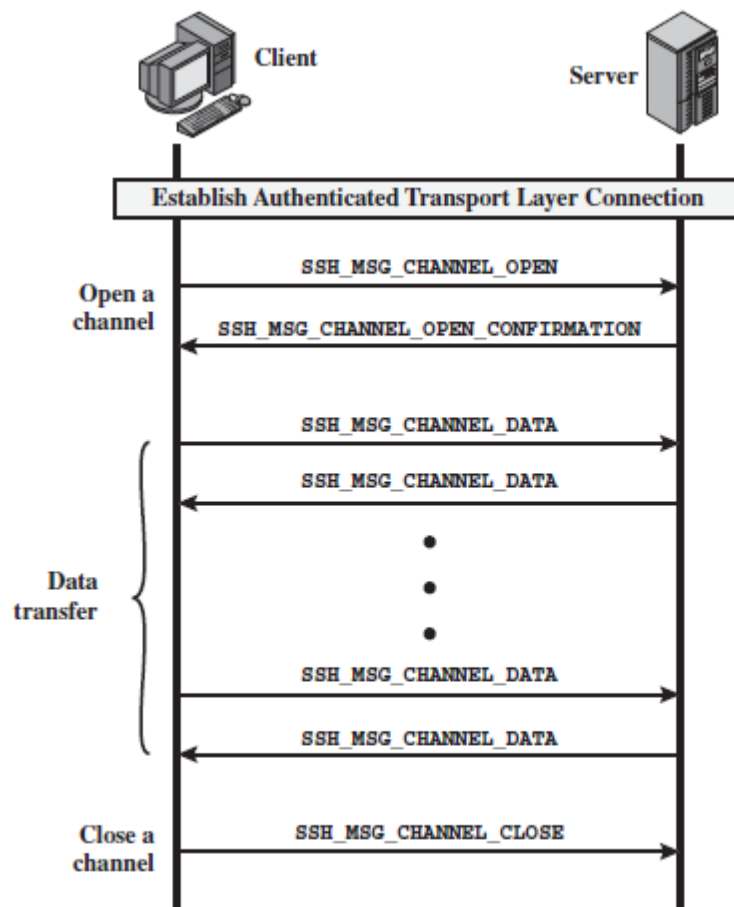 Client
Server
Establish Authenticated Transport Layer Connection
SSH_MSG_CHANNEL_OPEN
Open a
channel
SSH_MSG_CHANNEL_OPEN_CONFIRMATION
SSH_MSG_CHANNEL_DATA
SSH_MSG_CHANNEL_DATA
Data
transfer
SSH_MSG_CHANNEL_DATA
SSH_MSG_CHANNEL_DATA
Close a
channel
SSH_MSG_CHANNEL_CLOSE